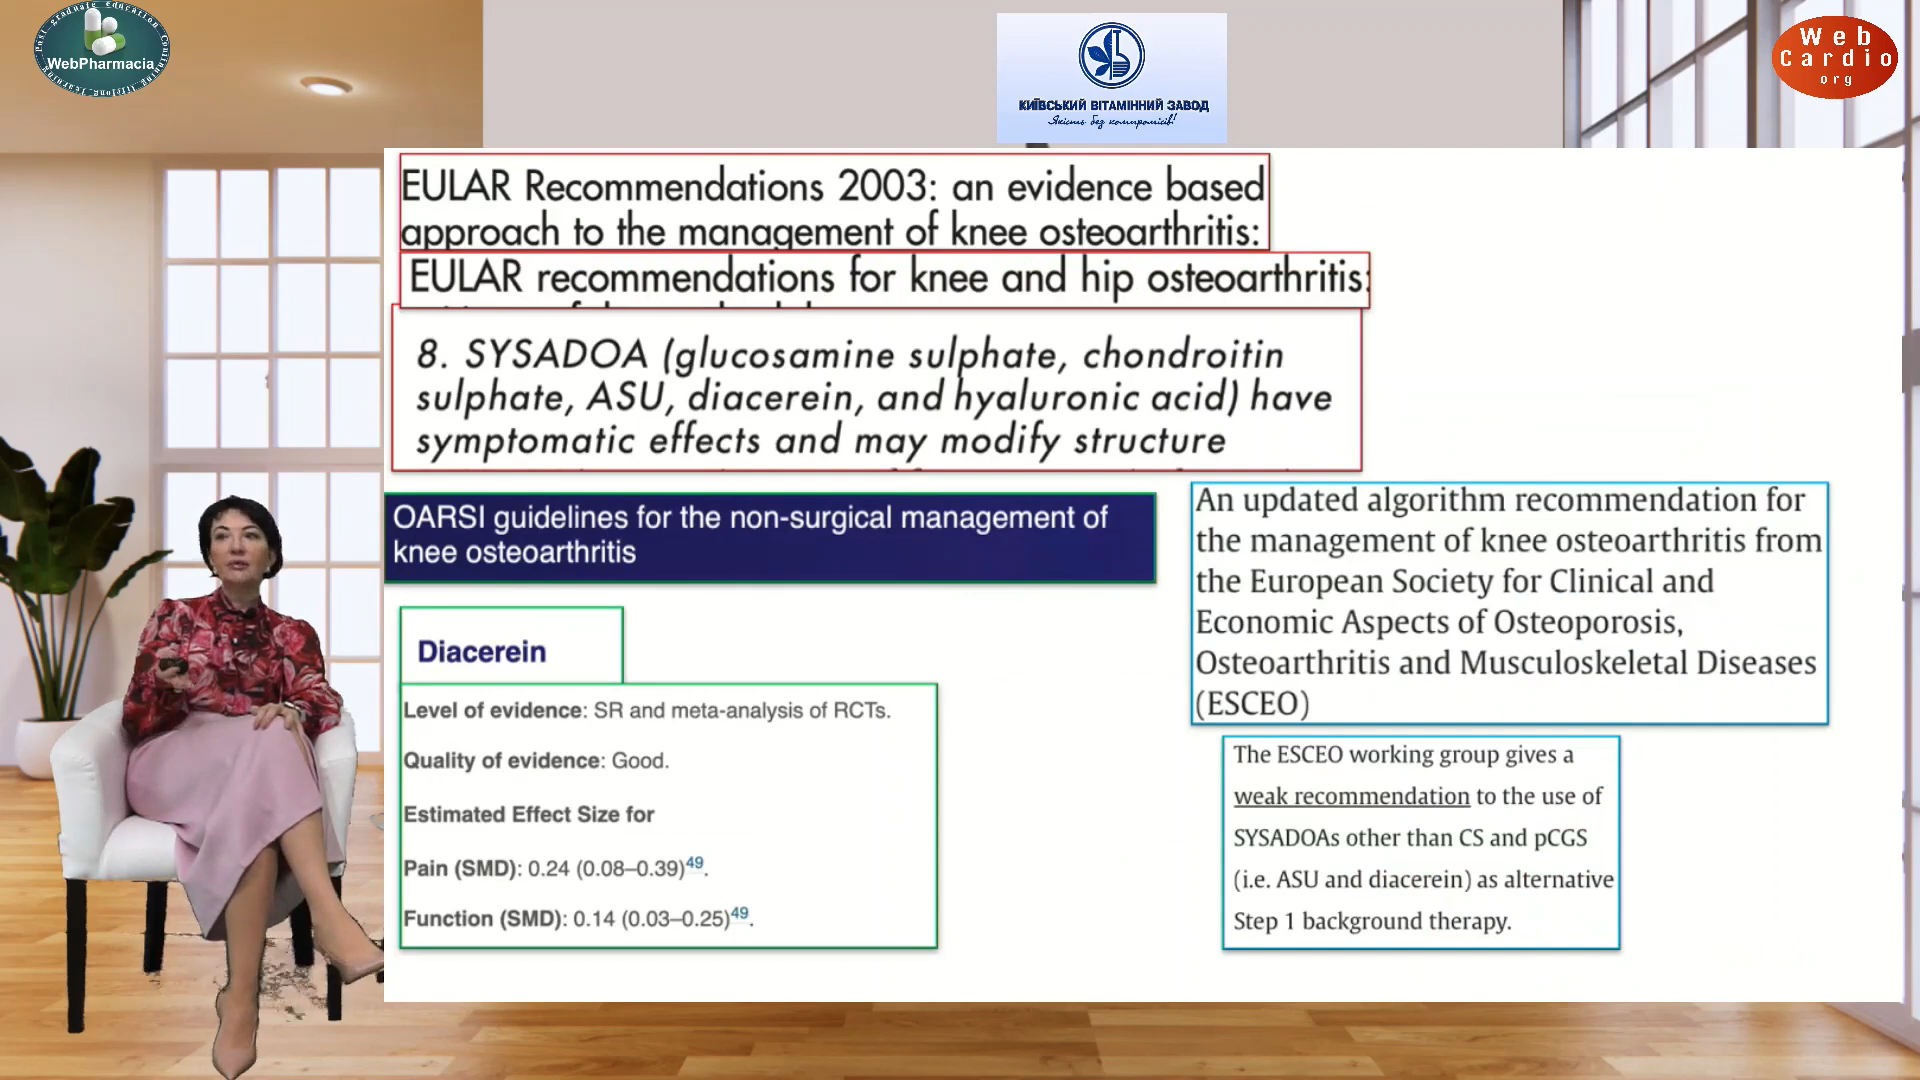 Post-graduate Education. Continuing lifelong learning
WebPharmacia
КИЇВСЬКИЙ ВІТАМІННИЙ ЗАВОД
Якість без компромісів!
Web
Cardio
org
EULAR Recommendations 2003: an evidence based
approach to the management of knee osteoarthritis:
EULAR recommendations for knee and hip osteoarthritis:
8. SYSADOA (glucosamine sulphate, chondroitin
sulphate, ASU, diacerein, and hyaluronic acid) have
symptomatic effects and may modify structure
OARSI guidelines for the non-surgical management of
knee osteoarthritis
Diacerein
Level of evidence: SR and meta-analysis of RCTs.
Quality of evidence: Good.
Estimated Effect Size for
Pain (SMD): 0.24 (0.08–0.39)49.
Function (SMD): 0.14 (0.03–0.25)49.
An updated algorithm recommendation for
the management of knee osteoarthritis from
the European Society for Clinical and
Economic Aspects of Osteoporosis,
Osteoarthritis and Musculoskeletal Diseases
(ESCEO)
The ESCEO working group gives a
weak recommendation to the use of
SYSADOAs other than CS and pCGS
(i.e. ASU and diacerein) as alternative
Step 1 background therapy.